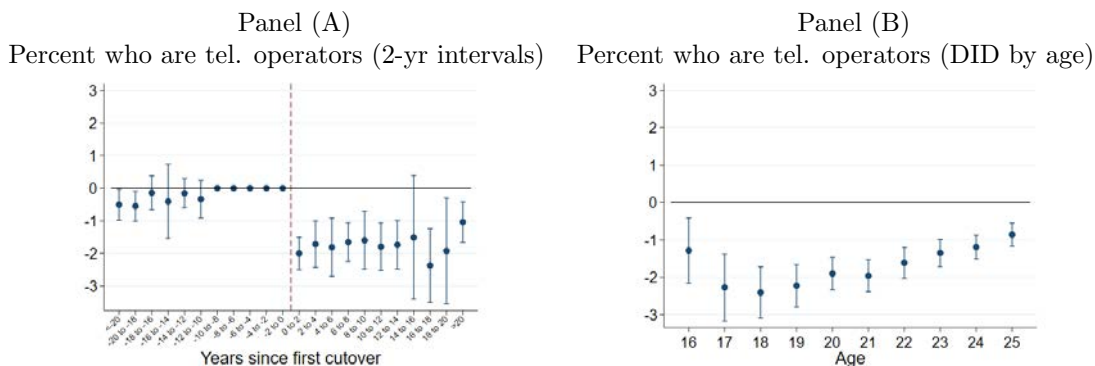 Panel (A)
Percent who are tel. operators (2-yr intervals)
3
2
1
0
-1
-2
-3
<-20
-20 to -18
-18 to -16
-16 to -14
-14 to -12
-12 to -10
-10 to -8
-8 to -6
-6 to -4
-4 to -2
-2 to 0
0 to 2
2 to 4
4 to 6
6 to 8
8 to 10
10 to 12
12 to 14
14 to 16
16 to 18
18 to 20
>20
Years since first cutover
Panel (B)
Percent who are tel. operators (DID by age)
3
2
1
0
-1
-2
-3
16 17 18 19 20 21 22 23 24 25
Age